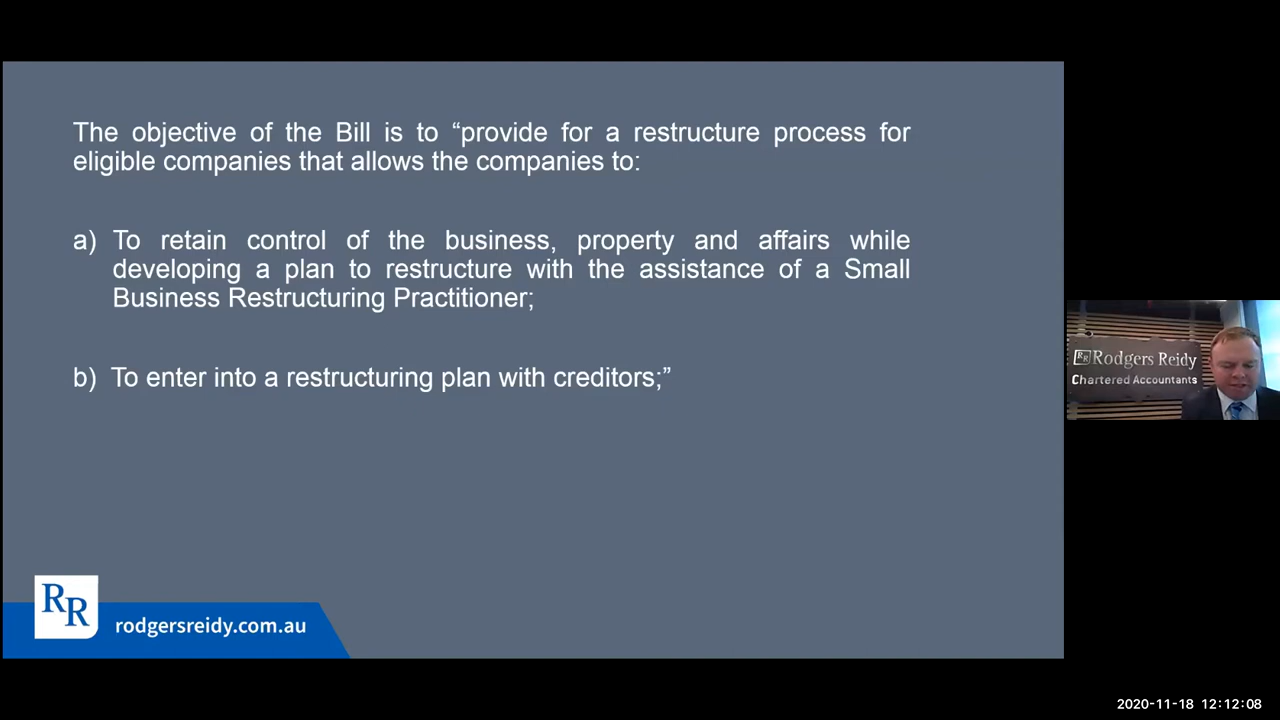 The objective of the Bill is to “provide for a restructure process for
eligible companies that allows the companies to:
a) To retain control of the business, property and affairs while
developing a plan to restructure with the assistance of a Small
Business Restructuring Practitioner;
b) To enter into a restructuring plan with creditors;”
RR Rodgers Reidy
Chartered Accountants
RR
rodgersreidy.com.au
2020-11-18 12:12:08